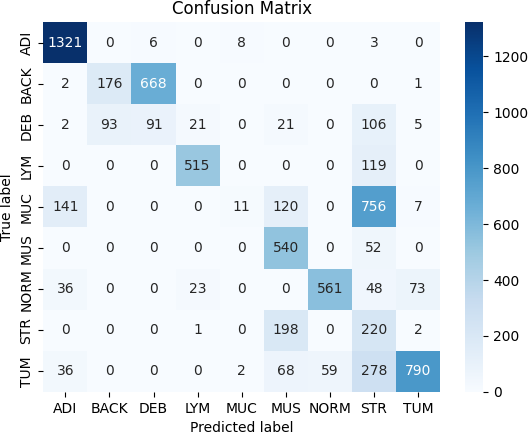 Confusion Matrix
True label
ADI 1321 0 6 0 8 0 0 3 0
BACK 2 176 668 0 0 0 0 0 1
DEB 2 93 91 21 0 21 0 106 5
LYM 0 0 0 515 0 0 0 119 0
MUC 141 0 0 0 11 120 0 756 7
MUS 0 0 0 0 0 540 0 52 0
NORM 36 0 0 23 0 0 561 48 73
STR 0 0 0 1 0 198 0 220 2
TUM 36 0 0 0 2 68 59 278 790
ADI BACK DEB LYM MUC MUS NORM STR TUM
Predicted label
1200
1000
800
600
400
200
0